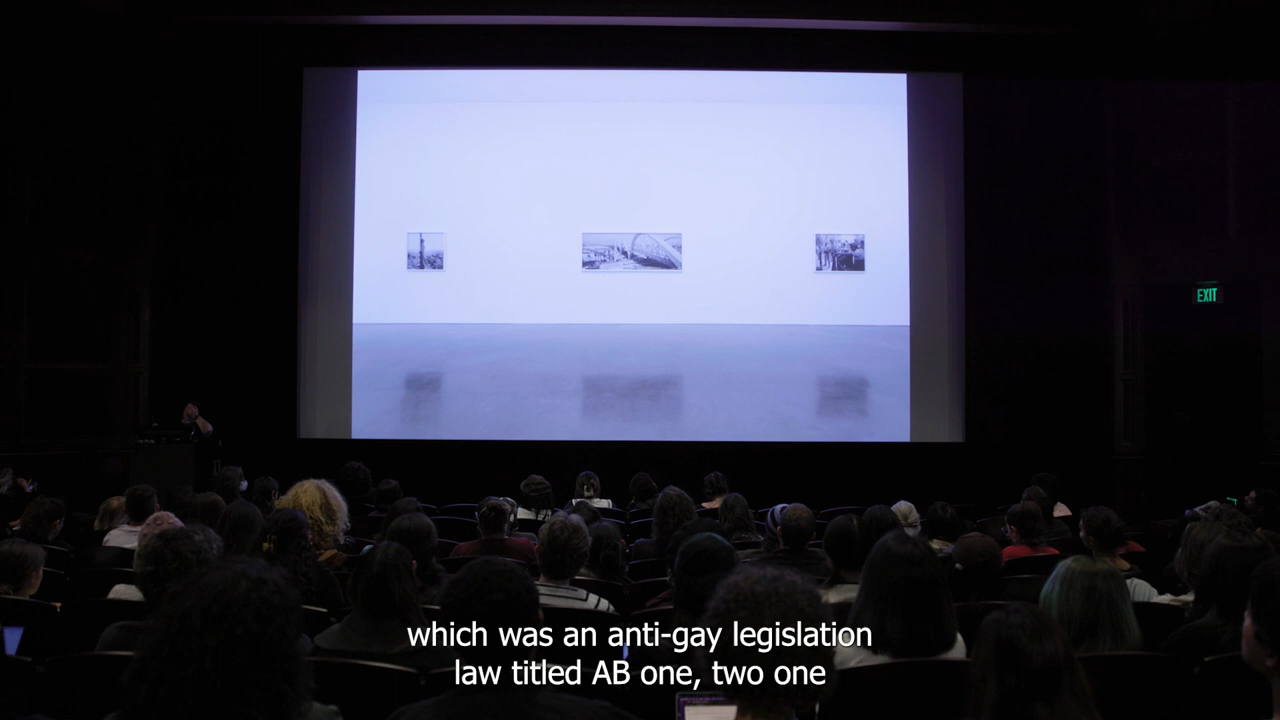 EXIT
which was an anti-gay legislation
law titled AB one, two one